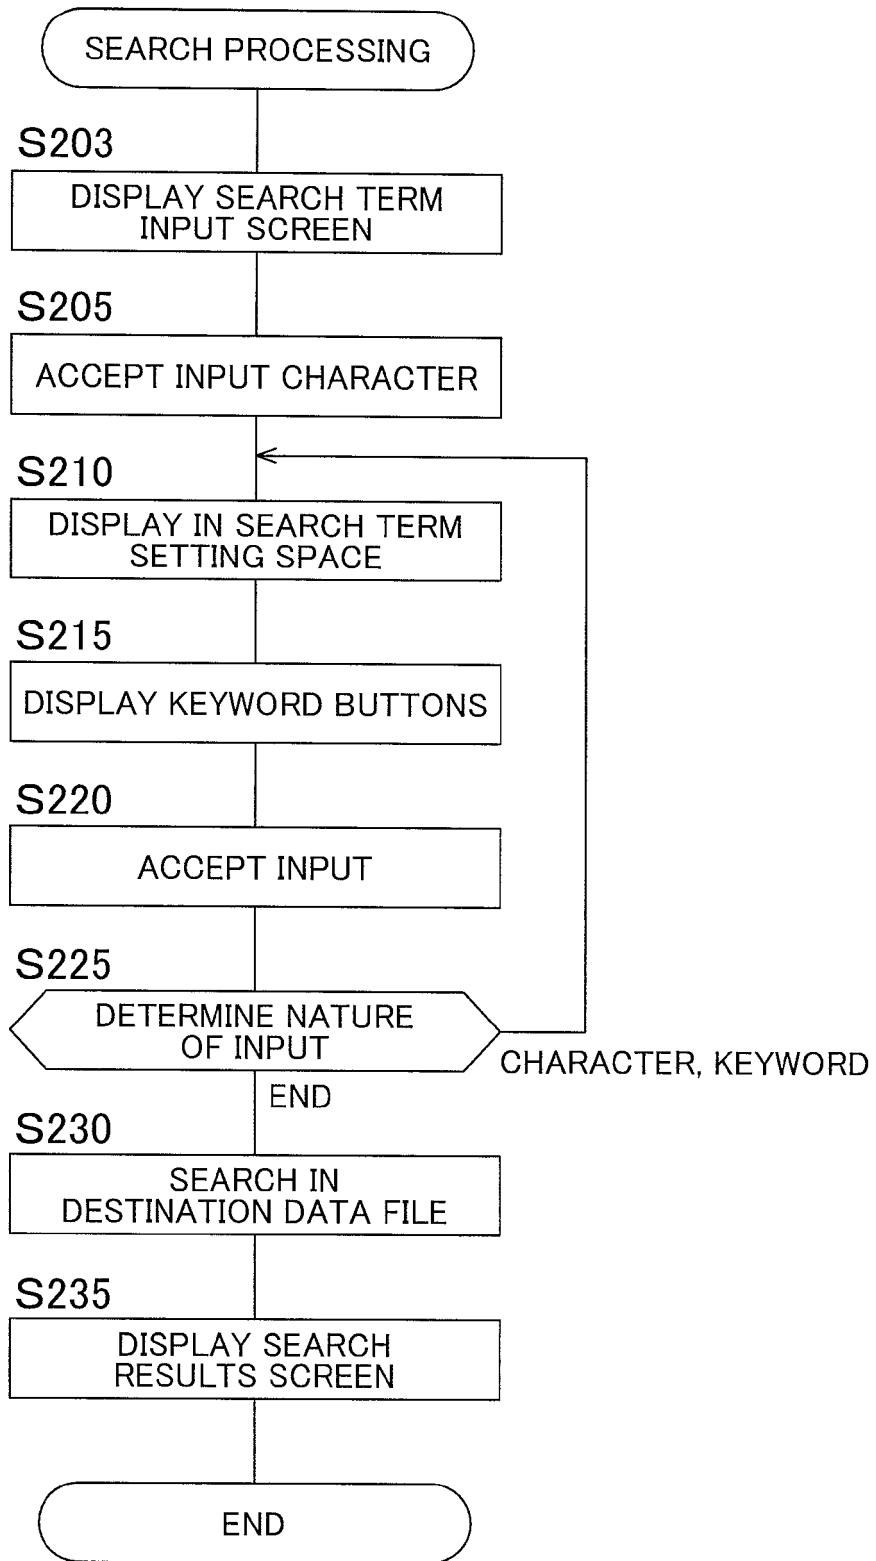 SEARCH PROCESSING
S203
DISPLAY SEARCH TERM
INPUT SCREEN
S205
ACCEPT INPUT CHARACTER
S210
DISPLAY IN SEARCH TERM
SETTING SPACE
S215
DISPLAY KEYWORD BUTTONS
S220
ACCEPT INPUT
S225
DETERMINE NATURE
OF INPUT
CHARACTER, KEYWORD
END
S230
SEARCH IN
DESTINATION DATA FILE
S235
DISPLAY SEARCH
RESULTS SCREEN
END